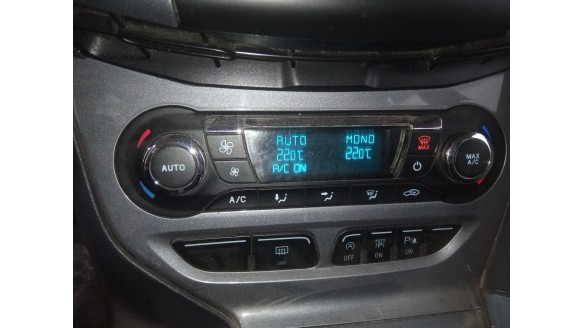 AUTO MONO
22.0°C 22.0°C
A/C ON
MAX
AUTO
MAX
A/C
A/C
OFF
ON
ON